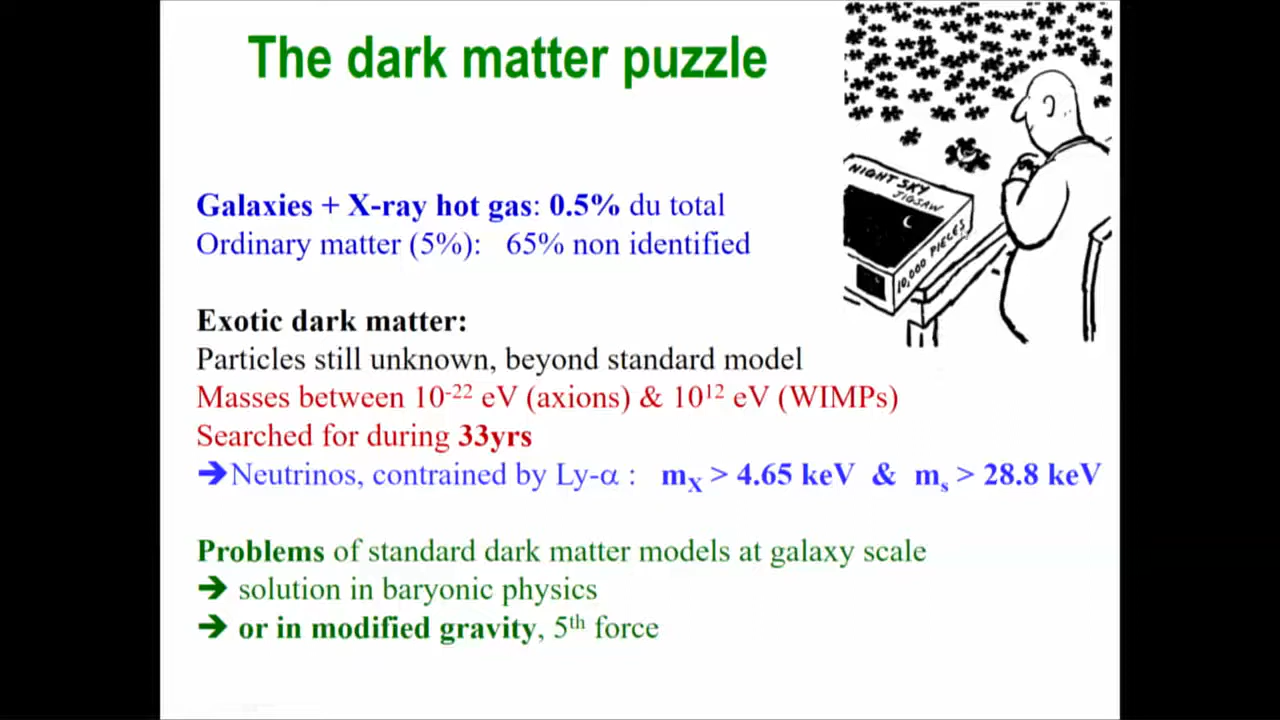 The dark matter puzzle
NIGHT SKY
JIGSAW
10,000 PIECES
Galaxies + X-ray hot gas: 0.5% du total
Ordinary matter (5%): 65% non identified
Exotic dark matter:
Particles still unknown, beyond standard model
Masses between 10⁻²² eV (axions) & 10¹² eV (WIMPs)
Searched for during 33yrs
➔Neutrinos, contrained by Ly-α : mₓ > 4.65 keV & mₛ > 28.8 keV
Problems of standard dark matter models at galaxy scale
➔ solution in baryonic physics
➔ or in modified gravity, 5ᵗʰ force